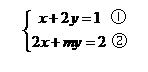 x+2y=1 ①
2x+my=2 ②